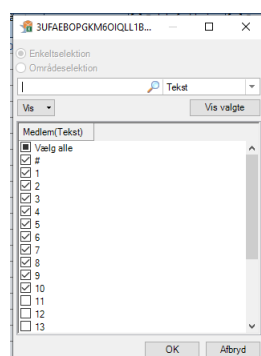 3UFAEBOPGKM6OIQLL1B...
Enkeltselektion
Områdeselektion
Tekst
Vis
Vis valgte
Medlem(Tekst)
Vælg alle
#
1
2
3
4
5
6
7
8
9
10
11
12
13
OK
Afbryd